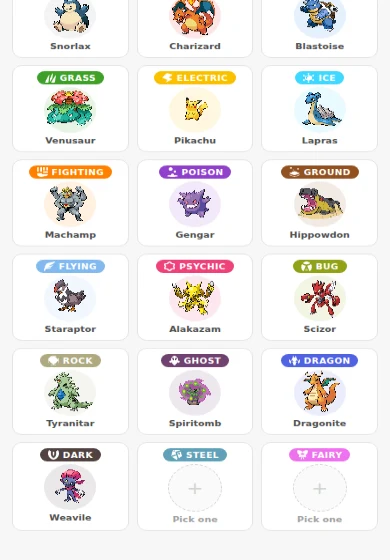 Snorlax Charizard Blastoise
GRASS ELECTRIC ICE
Venusaur Pikachu Lapras
FIGHTING POISON GROUND
Machamp Gengar Hippowdon
FLYING PSYCHIC BUG
Staraptor Alakazam Scizor
ROCK GHOST DRAGON
Tyranitar Spiritomb Dragonite
DARK STEEL FAIRY
Weavile Pick one Pick one